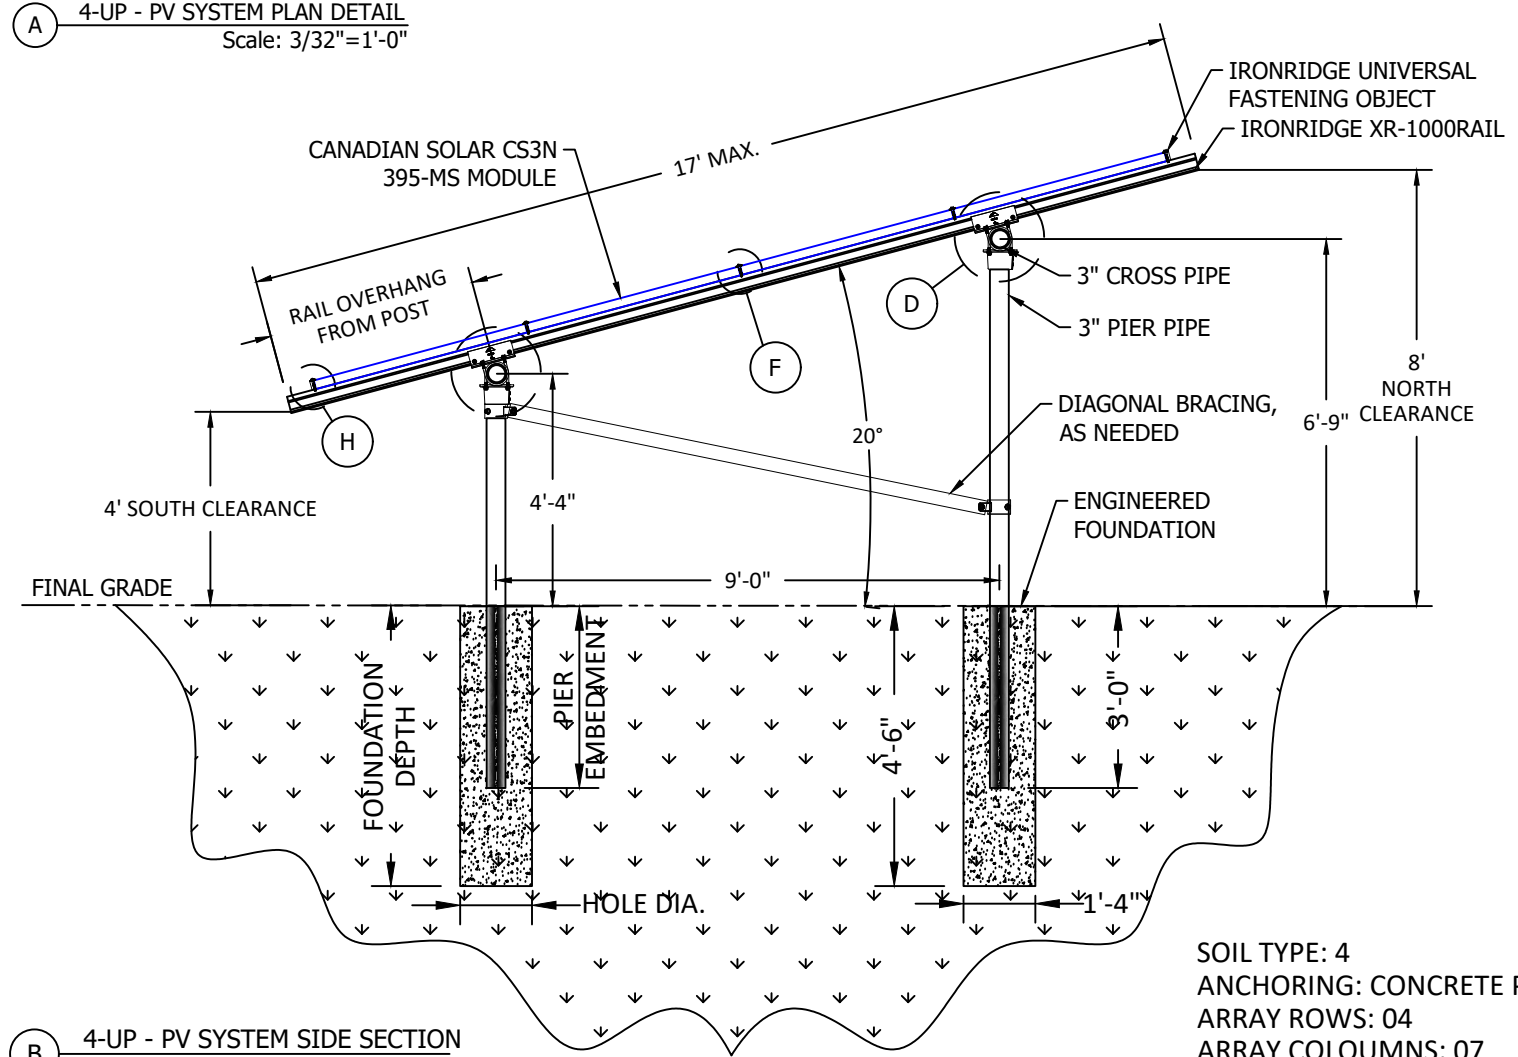 A
4-UP - PV SYSTEM PLAN DETAIL
Scale: 3/32"=1'-0"
IRONRIDGE UNIVERSAL
FASTENING OBJECT
IRONRIDGE XR-1000RAIL
CANADIAN SOLAR CS3N
395-MS MODULE
17' MAX.
RAIL OVERHANG
FROM POST
3" CROSS PIPE
3" PIER PIPE
D
F
H
8'
NORTH
CLEARANCE
6'-9"
DIAGONAL BRACING,
AS NEEDED
20°
4' SOUTH CLEARANCE
4'-4"
ENGINEERED
FOUNDATION
9'-0"
FINAL GRADE
FOUNDATION
DEPTH
PIER
EMBEDMENT
4'-6"
3'-0"
HOLE DIA.
1'-4"
SOIL TYPE: 4
ANCHORING: CONCRETE
ARRAY ROWS: 04
ARRAY COLOUMNS: 07
B
4-UP - PV SYSTEM SIDE SECTION